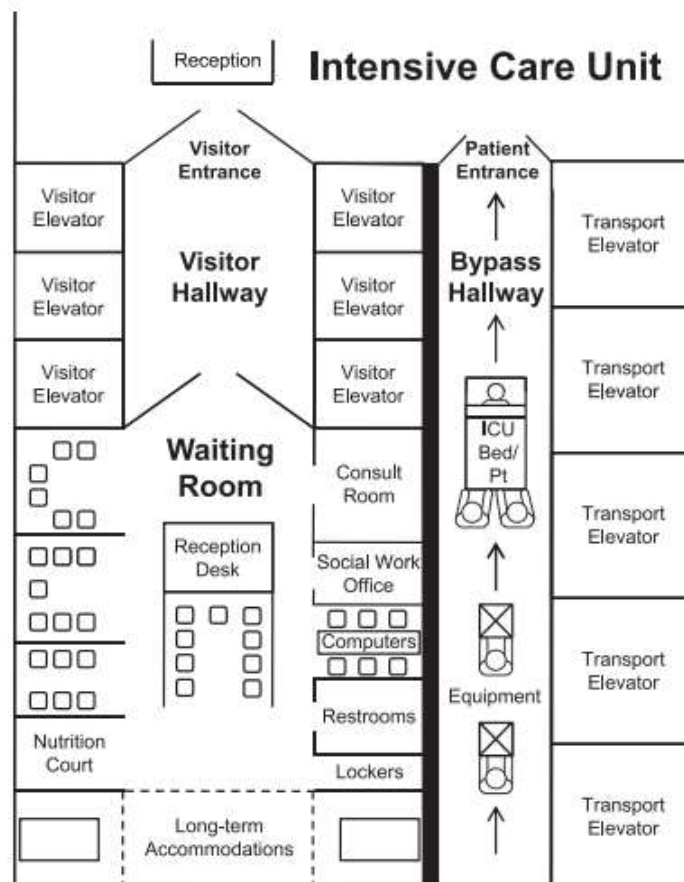 Reception
Intensive Care Unit
Visitor
Entrance
Patient
Entrance
Visitor
Elevator
Visitor
Elevator
Transport
Elevator
Visitor
Hallway
Bypass
Hallway
Visitor
Elevator
Visitor
Elevator
Visitor
Elevator
Visitor
Elevator
Transport
Elevator
ICU
Bed/
Pt
Waiting
Room
Consult
Room
Transport
Elevator
Reception
Desk
Social Work
Office
Computers
Transport
Elevator
Equipment
Restrooms
Nutrition
Court
Lockers
Transport
Elevator
Long-term
Accommodations